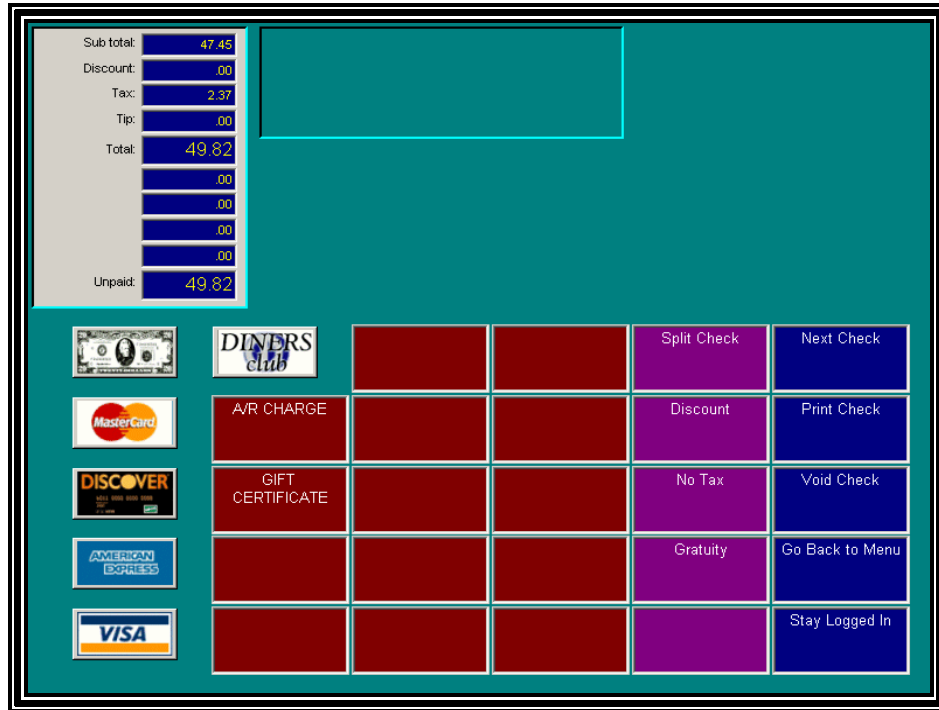 Sub total: 47.45
Discount: .00
Tax: 2.37
Tip: .00
Total: 49.82
.00
.00
.00
.00
Unpaid: 49.82
DINERS
club
Split Check
Next Check
MasterCard
A/R CHARGE
Discount
Print Check
DISCOVER
GIFT
CERTIFICATE
No Tax
Void Check
AMERICAN
EXPRESS
Gratuity
Go Back to Menu
VISA
Stay Logged In